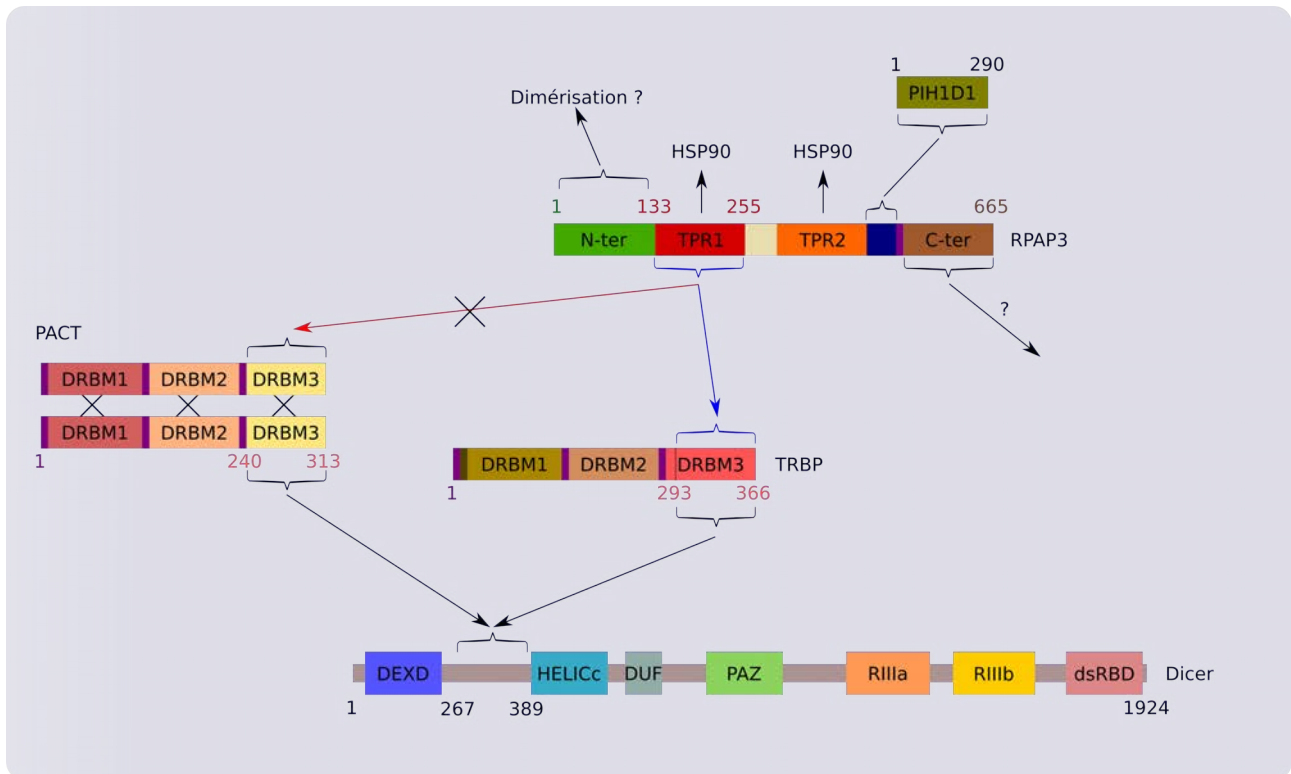 1 290
PIH1D1
Dimérisation ?
HSP90 HSP90
1 133 255 665
N-ter TPR1 TPR2 C-ter RPAP3
?
PACT
DRBM1 DRBM2 DRBM3
DRBM1 DRBM2 DRBM3
1 240 313
DRBM1 DRBM2 DRBM3 TRBP
1 293 366
DEXD HELICc DUF PAZ RIIIa RIIIb dsRBD Dicer
1 267 389 1924